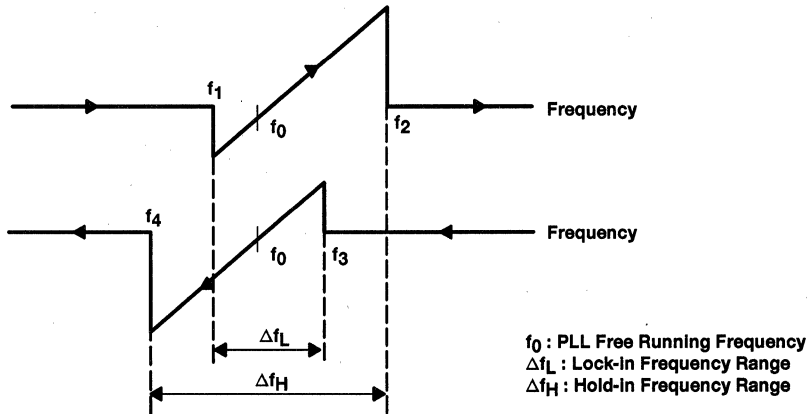 f1
f0
f2
Frequency
f4
f0
f3
Frequency
ΔfL
ΔfH
f0 : PLL Free Running Frequency
ΔfL : Lock-in Frequency Range
ΔfH : Hold-in Frequency Range